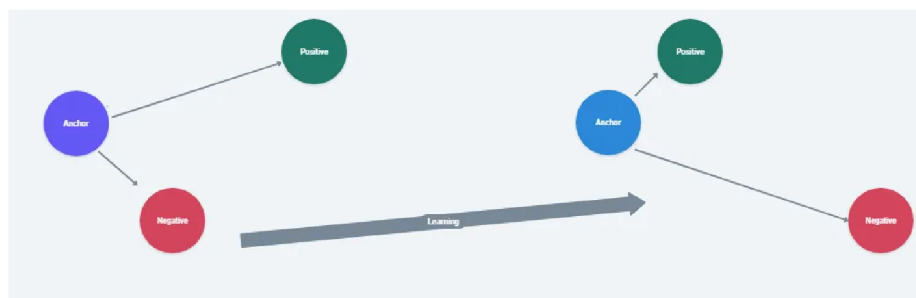 Positive
Anchor
Negative
Learning
Positive
Anchor
Negative